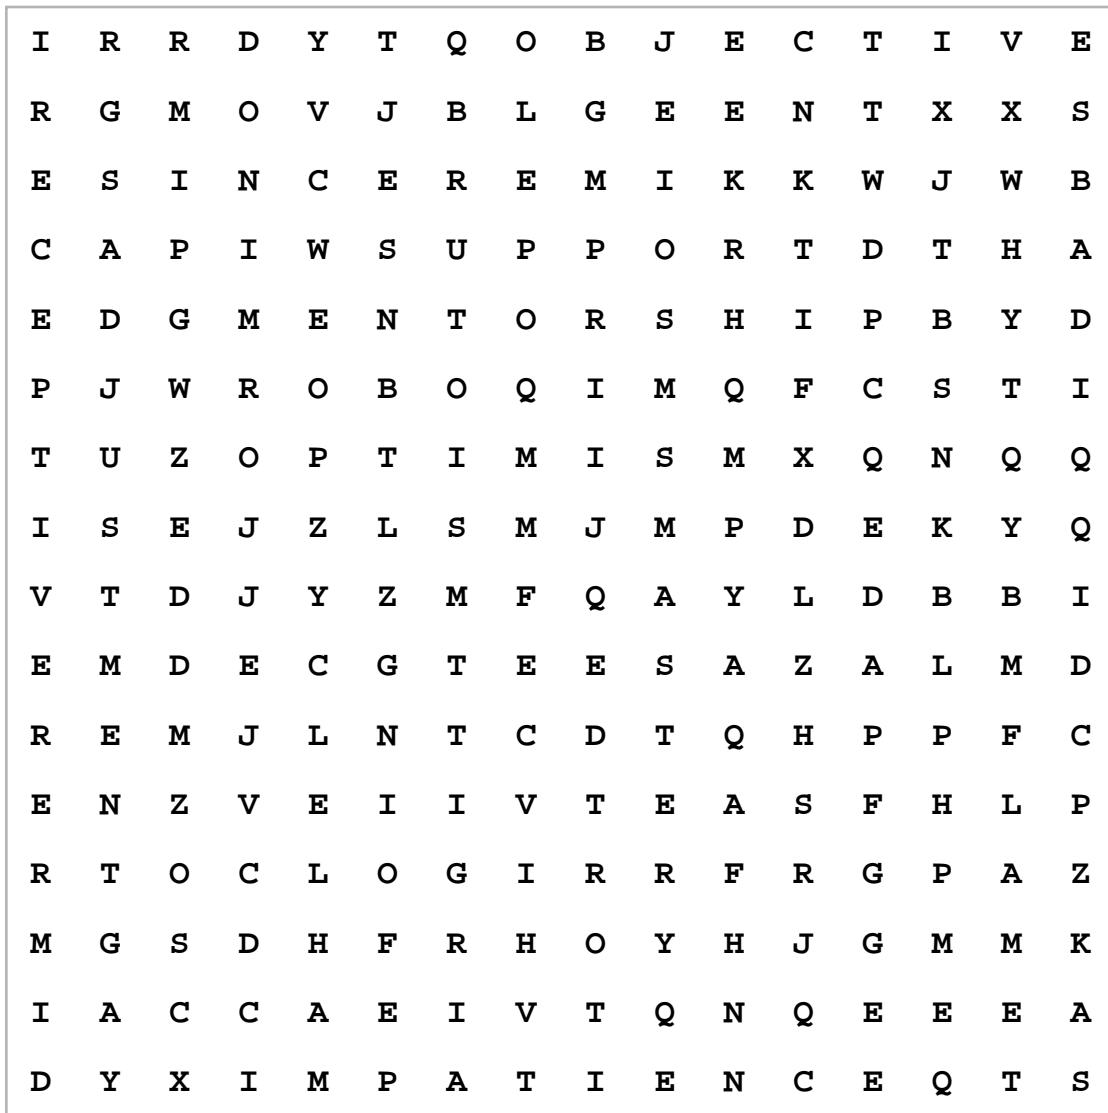 I R R D Y T Q O B J E C T I V E
R G M O V J B L G E E N T X X S
E S I N C E R E M I K K W J W B
C A P I W S U P P O R T D T H A
E D G M E N T O R S H I P B Y D
P J W R O B O Q I M Q F C S T I
T U Z O P T I M I S M X Q N Q Q
I S E J Z L S M J M P D E K Y Q
V T D J Y Z M F Q A Y L D B B I
E M D E C G T E E S A Z A L M D
R E M J L N T C D T Q H P P F C
E N Z V E I I V T E A S F H L P
R T O C L O G I R R F R G P A Z
M G S D H F R H O Y H J G M M K
I A C C A E I V T Q N Q E E E A
D Y X I M P A T I E N C E Q T S